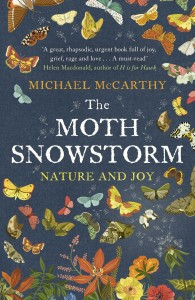 'A great, rhapsodic, urgent book full of joy,
grief, rage and love . . . A must-read'
Helen Macdonald, author of H is for Hawk
MICHAEL McCARTHY
The
MOTH
SNOWSTORM
NATURE AND JOY